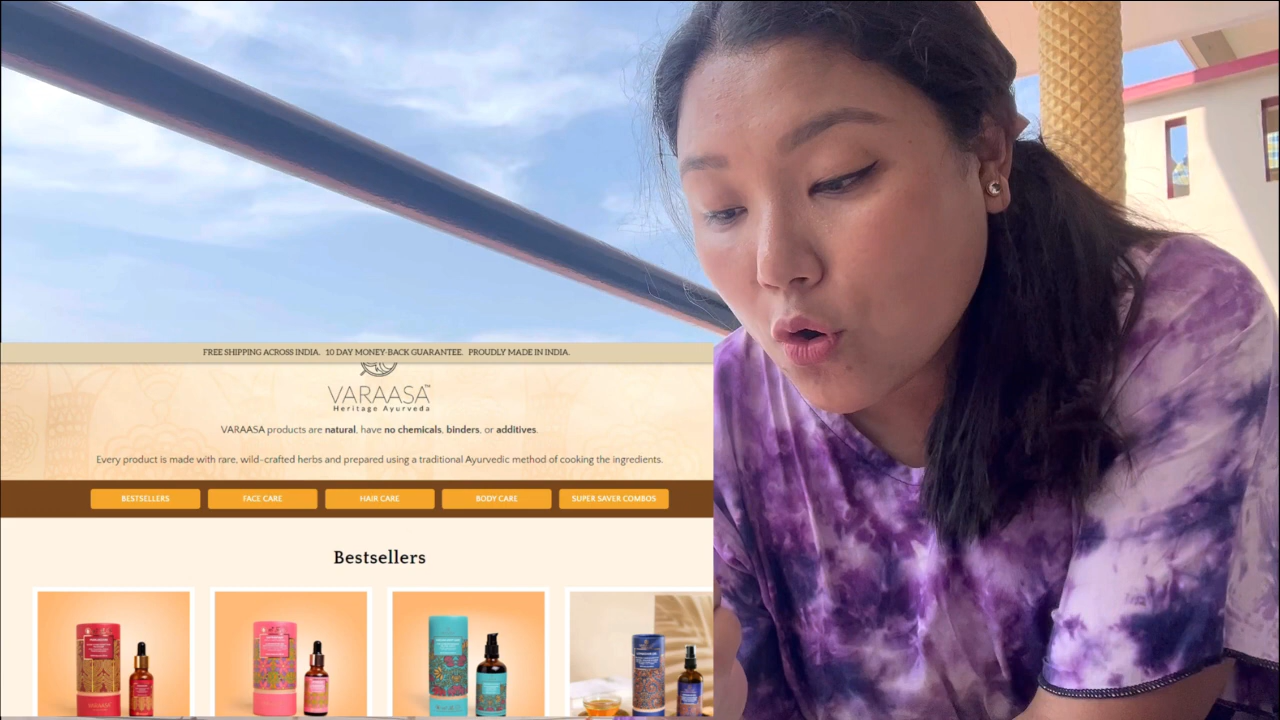 FREE SHIPPING ACROSS INDIA. 10 DAY MONEY-BACK GUARANTEE. PROUDLY MADE IN INDIA.
VARAASA™
Heritage Ayurveda
VARAASA products are natural, have no chemicals, binders, or additives.
Every product is made with rare, wild-crafted herbs and prepared using a traditional Ayurvedic method of cooking the ingredients.
BESTSELLERS FACE CARE HAIR CARE BODY CARE SUPER SAVER COMBOS
Bestsellers